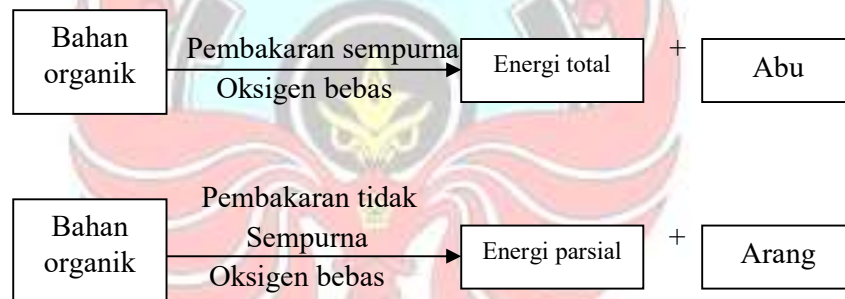 Bahan
organik
Pembakaran sempurna
Oksigen bebas
Energi total
+
Abu
Bahan
organik
Pembakaran tidak
Sempurna
Oksigen bebas
Energi parsial
+
Arang